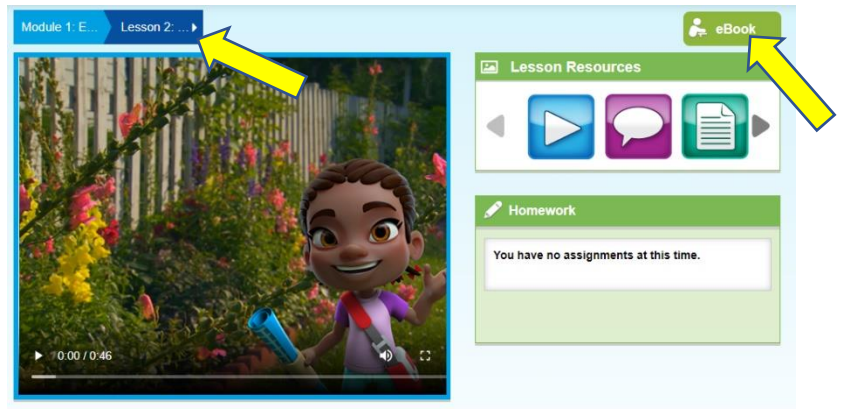 Module 1: E... Lesson 2: ...
eBook
Lesson Resources
Homework
You have no assignments at this time.
0:00 / 0:46